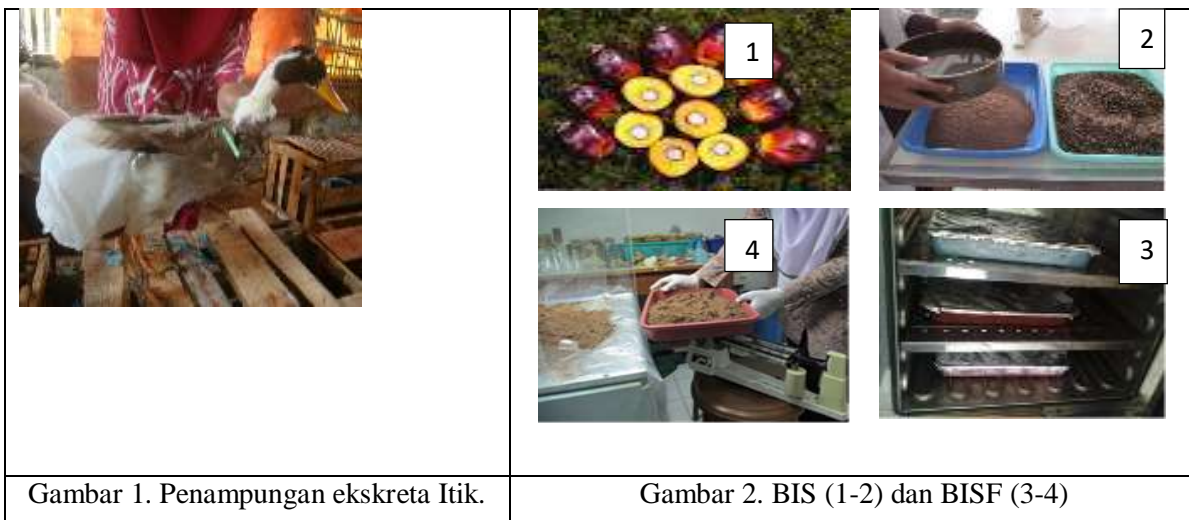 1
2
4
3
Gambar 1. Penampungan ekskreta Itik.
Gambar 2. BIS (1-2) dan BISF (3-4)